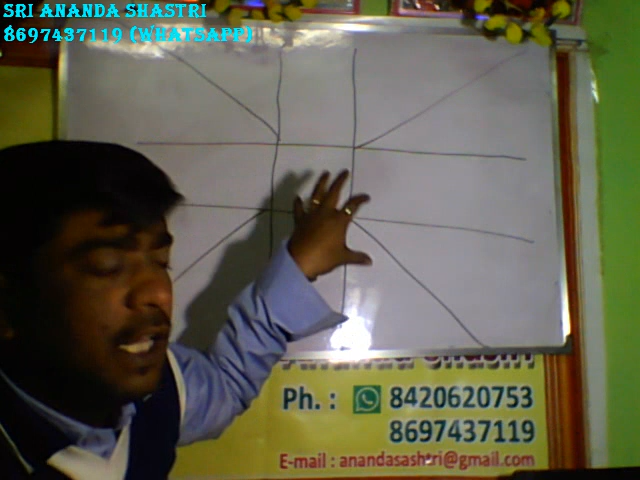 SRI ANANDA SHASTRI
8697437119 (WHATSAPP)
Ph. : 8420620753
8697437119
E-mail : anandasashtri@gmail.com